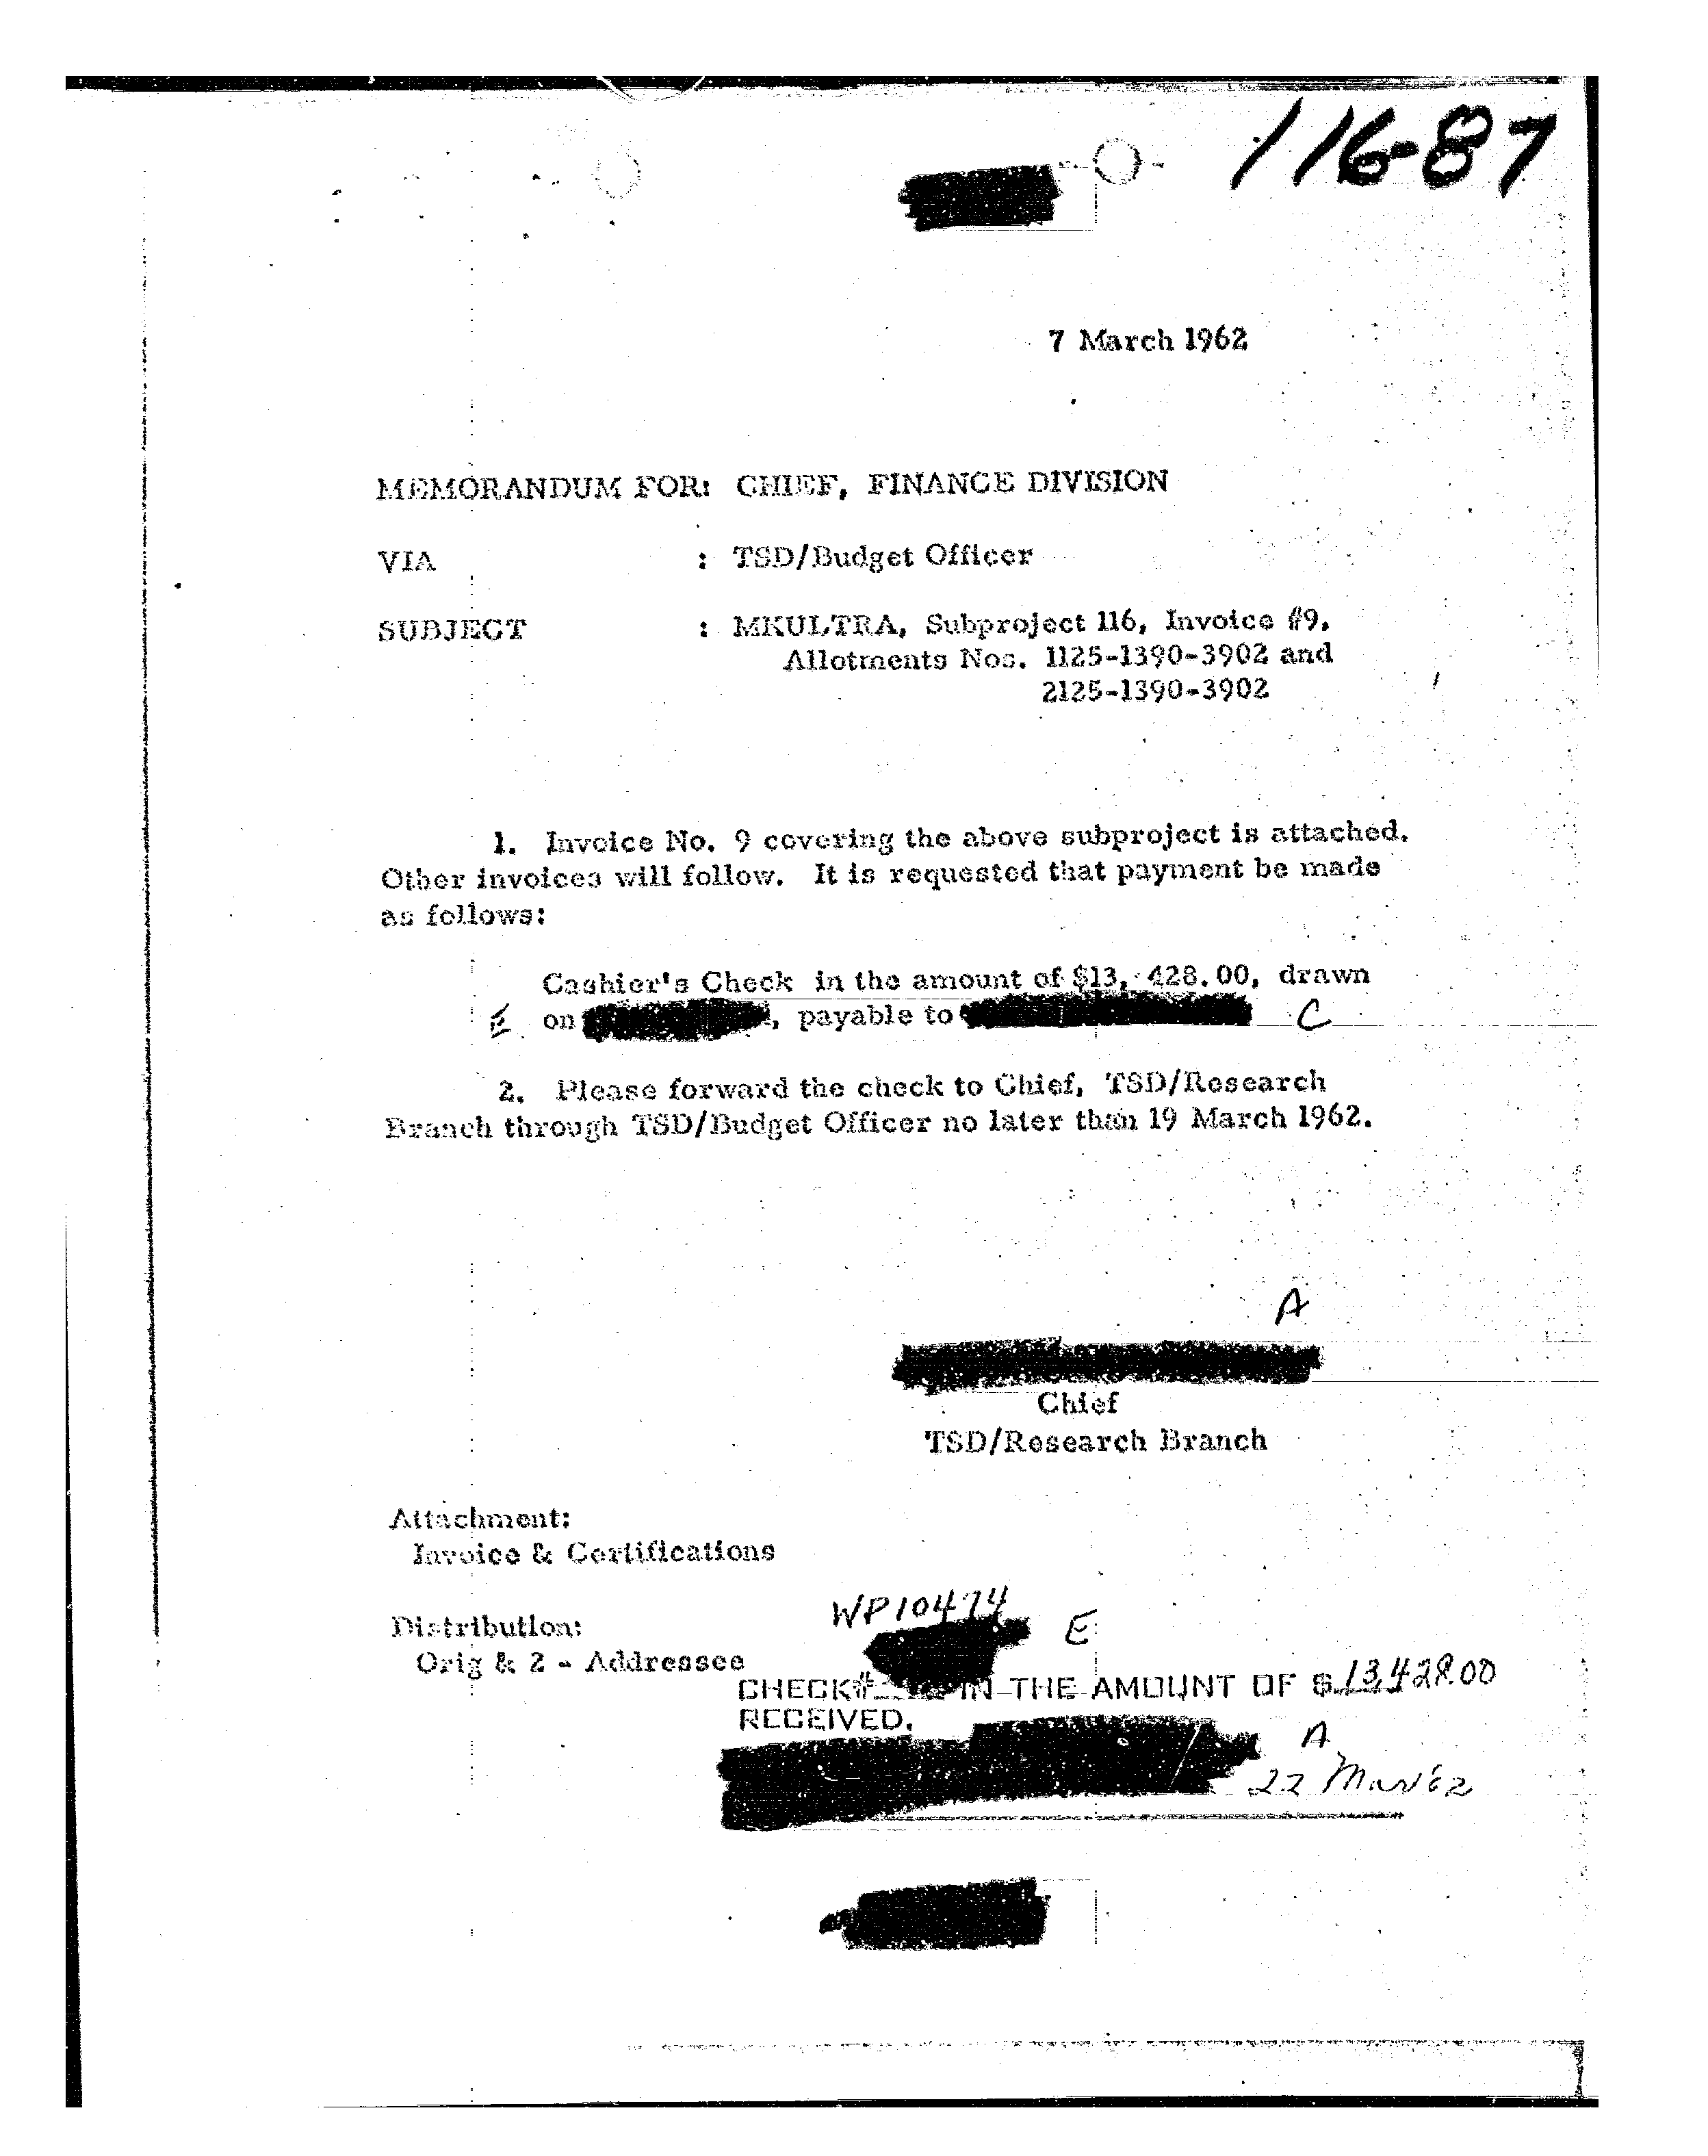 116-87
7 March 1962
MEMORANDUM FOR: CHIEF, FINANCE DIVISION
VIA : TSD/Budget Officer
SUBJECT : MKULTRA, Subproject 116, Invoice #9,
Allotments Nos. 1125-1390-3902 and
2125-1390-3902
1. Invoice No. 9 covering the above subproject is attached.
Other invoices will follow. It is requested that payment be made
as follows:
Cashier's Check in the amount of $13, 428.00, drawn
E on , payable to C
2. Please forward the check to Chief, TSD/Research
Branch through TSD/Budget Officer no later than 19 March 1962.
A
Chief
TSD/Research Branch
Attachment:
Invoice & Certifications
WP10474
Distribution: E
Orig & 2 - Addressee
CHECK# IN THE AMOUNT OF $ 13,428.00
RECEIVED.
A
22 Mar '62